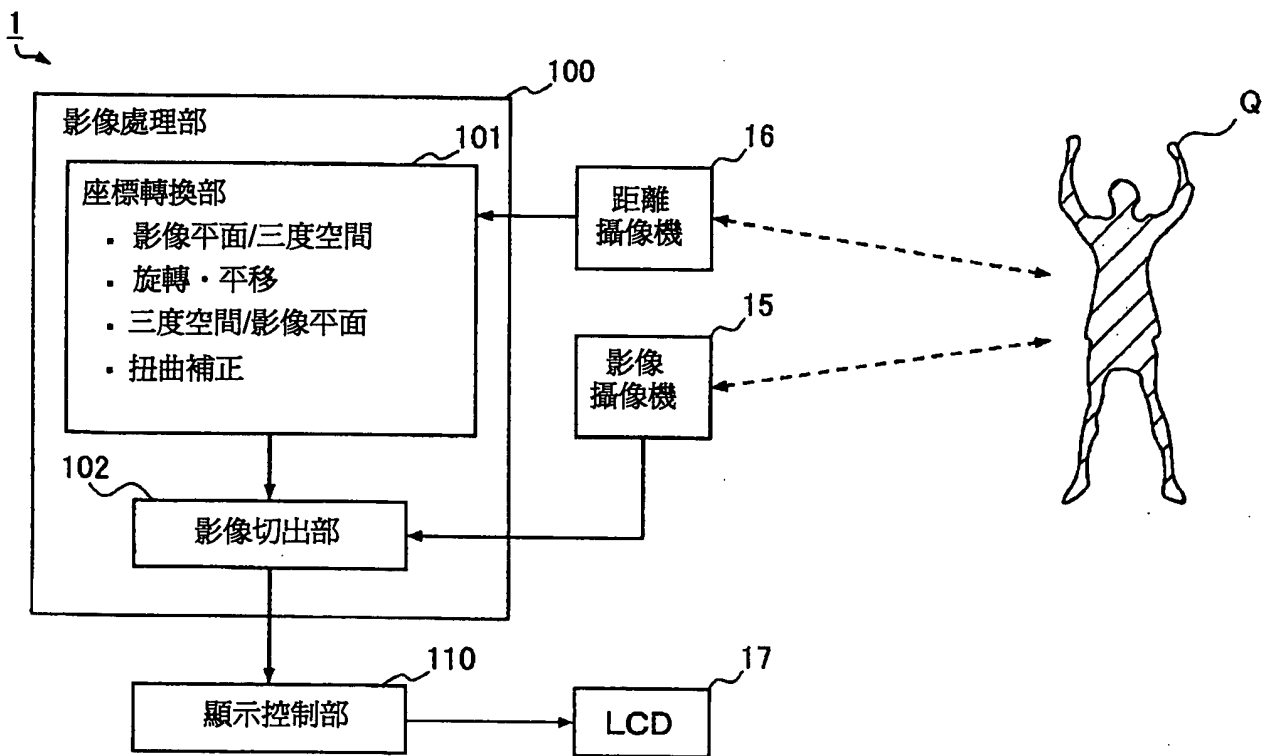 1
100
影像處理部
101
座標轉換部
・ 影像平面/三度空間
・ 旋轉・平移
・ 三度空間/影像平面
・ 扭曲補正
16
距離
攝像機
Q
15
影像
攝像機
102
影像切出部
110
顯示控制部
17
LCD